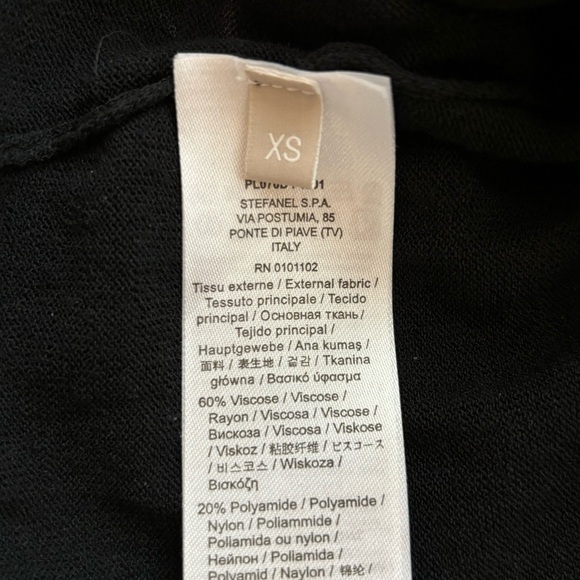 XS
STEFANEL S.P.A.
VIA POSTUMIA, 85
PONTE DI PIAVE (TV)
ITALY
RN 0101102
Tissu externe / External fabric /
Tessuto principale / Tecido
principal / Основная ткань /
Tejido principal /
Hauptgewebe / Ana kumaş /
面料 / 表生地 / 겉감 / Tkanina
główna / Βασικό ύφασμα
60% Viscose / Viscose /
Rayon / Viscosa / Viscose /
Вискоза / Viscosa / Viskose
/ Viskoz / 粘胶纤维 / ビスコース
/ 비스코스 / Wiskoza /
Βισκόζη
20% Polyamide / Polyamide /
Nylon / Poliammide /
Poliamida ou nylon /
Нейлон / Poliamida /
Polyamid / Naylon / 锦纶 /